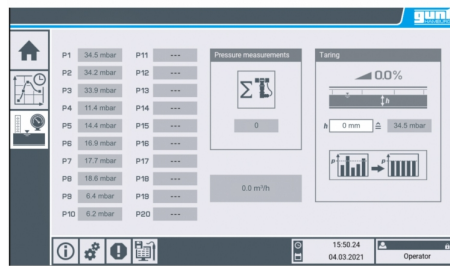 gunt
HAMBURG
P1 34.5 mbar P11 ---
P2 34.2 mbar P12 ---
P3 33.9 mbar P13 ---
P4 11.4 mbar P14 ---
P5 14.4 mbar P15 ---
P6 16.9 mbar P16 ---
P7 17.7 mbar P17 ---
P8 18.6 mbar P18 ---
P9 6.4 mbar P19 ---
P10 6.2 mbar P20 ---
Pressure measurements
Σ
0
0.0 m³/h
Taring
0.0%
h
h 0 mm ≙ 34.5 mbar
P P
15:50.24
04.03.2021
Operator